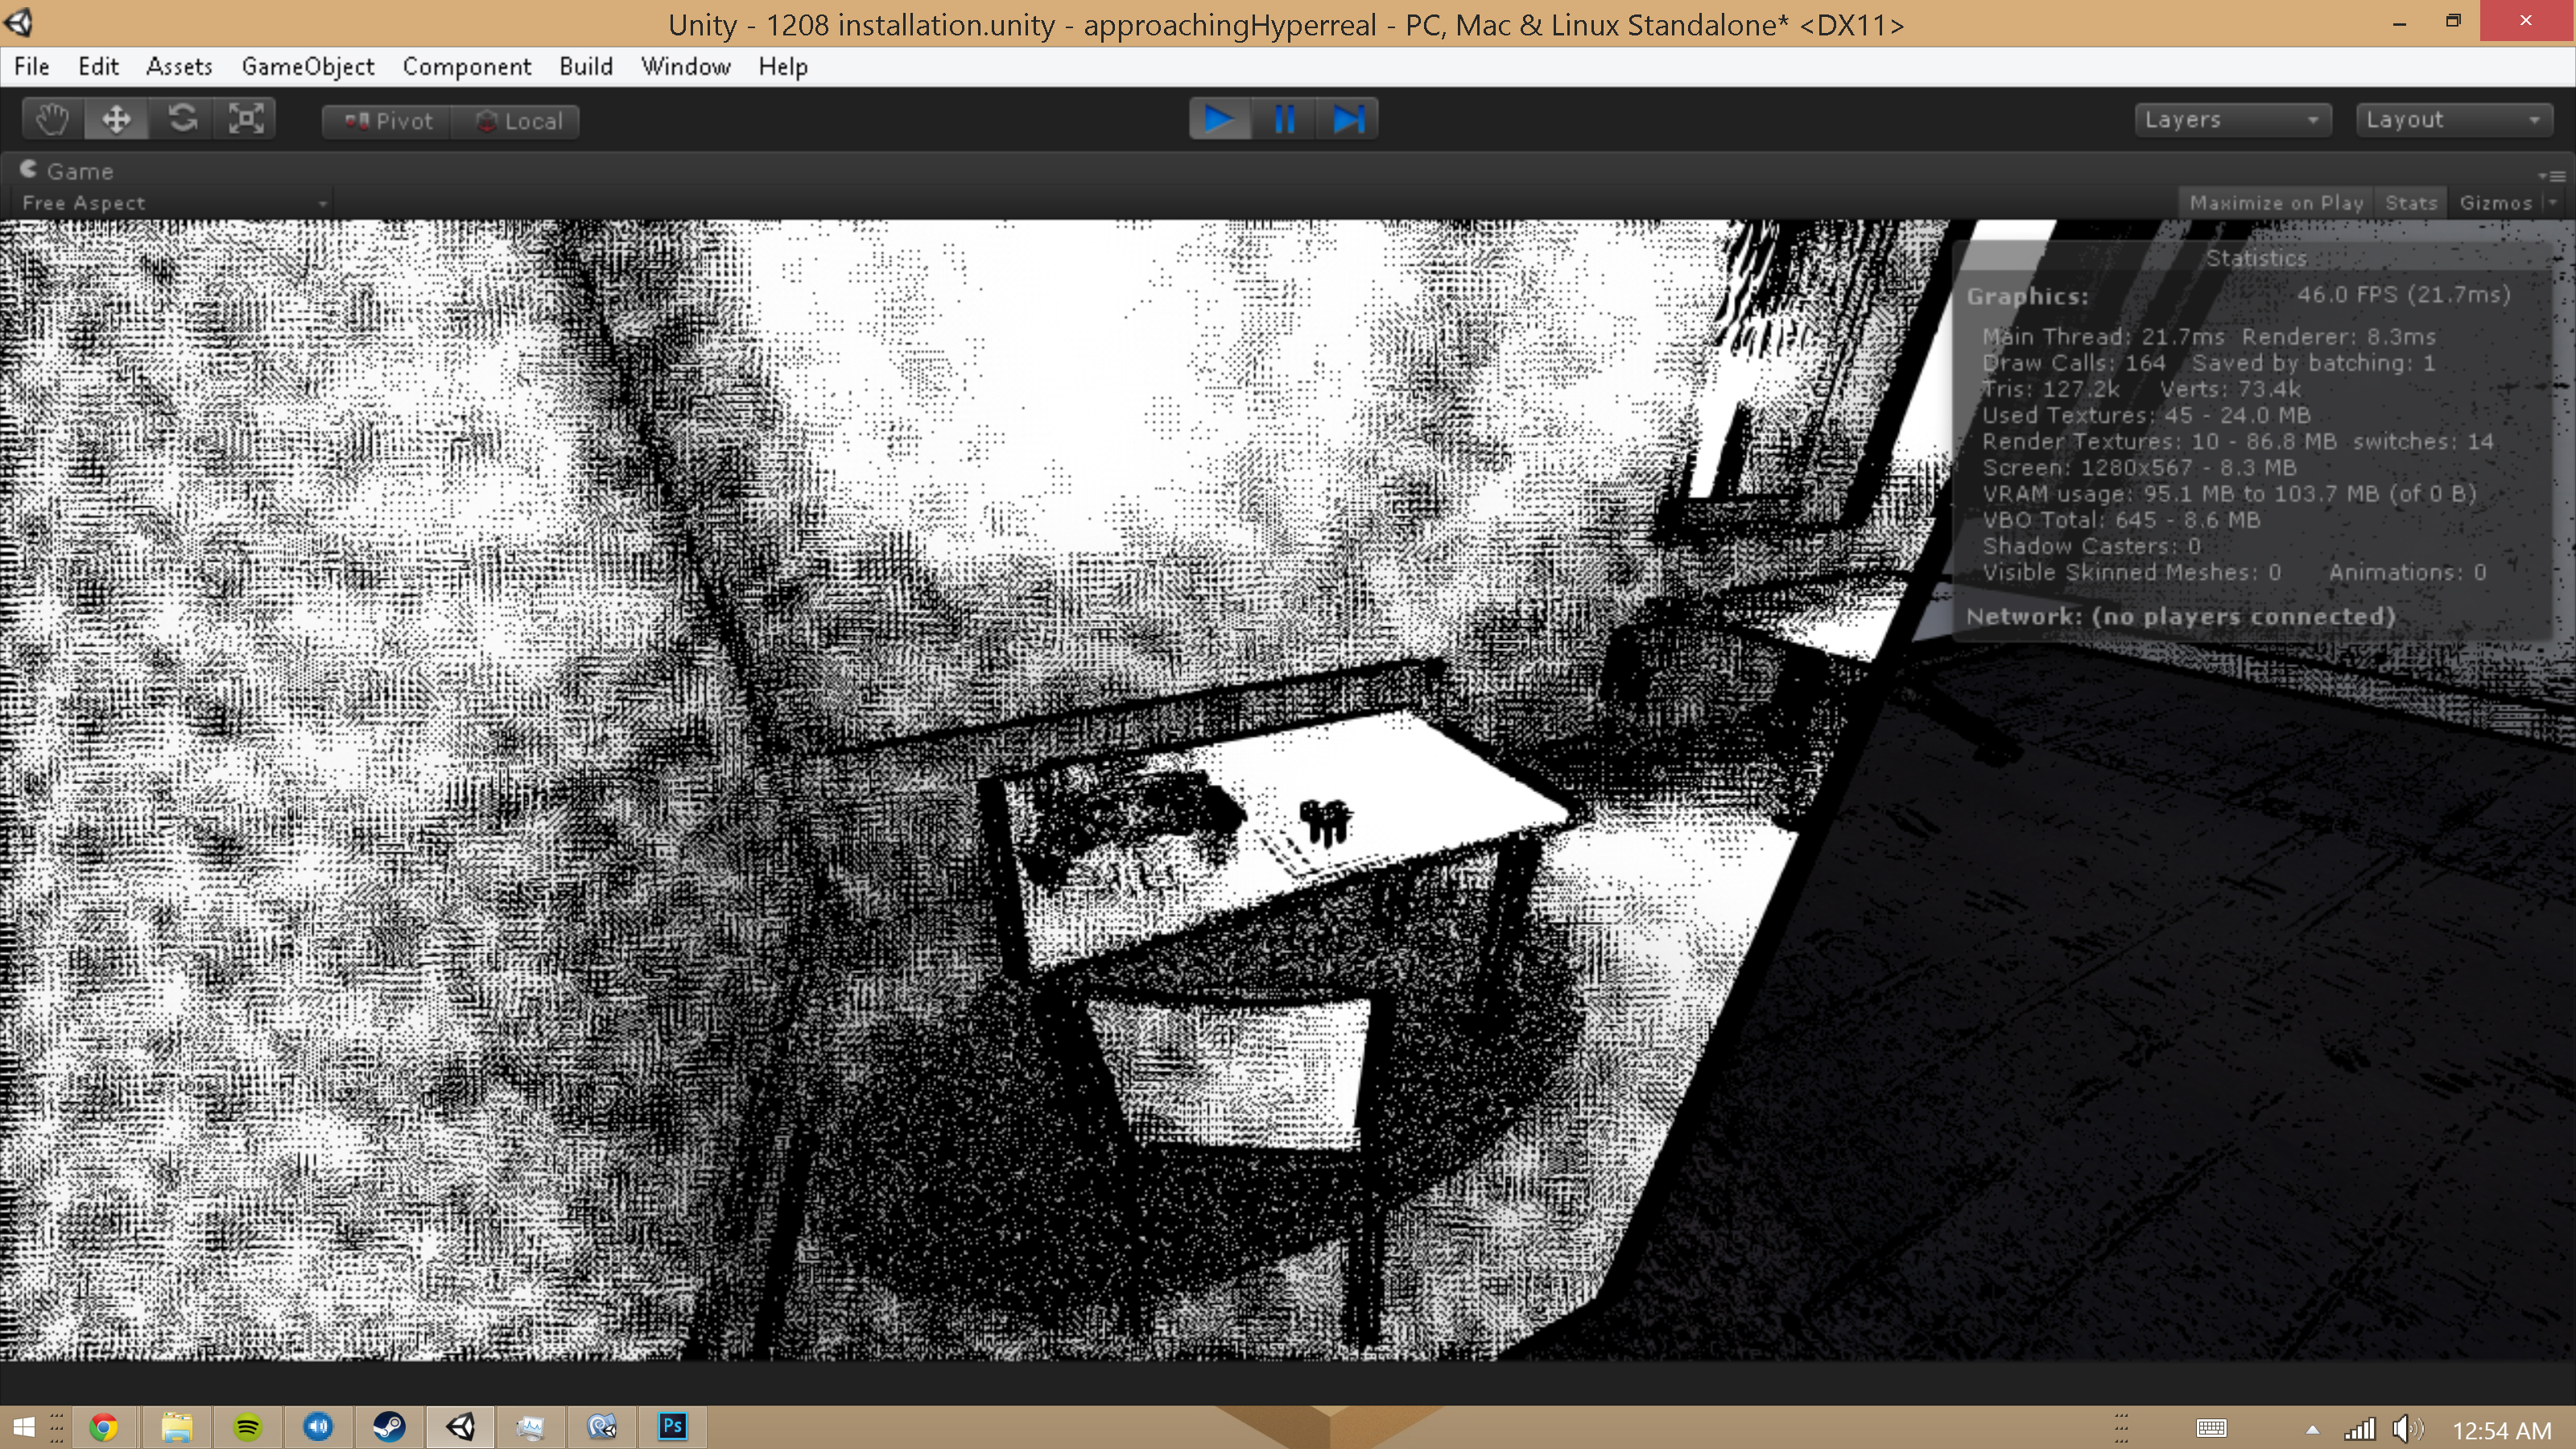 Unity - 1208 installation.unity - approachingHyperreal - PC, Mac & Linux Standalone* <DX11>
File Edit Assets GameObject Component Build Window Help
Pivot Local Layers Layout
Game
Free Aspect Maximize on Play Stats Gizmos
Statistics
Graphics: 46.0 FPS (21.7ms)
Main Thread: 21.7ms Renderer: 8.3ms
Draw Calls: 164 Saved by batching: 1
Tris: 127.2k Verts: 73.4k
Used Textures: 45 - 24.0 MB
Render Textures: 10 - 86.8 MB switches: 14
Screen: 1280x567 - 8.3 MB
VRAM usage: 95.1 MB to 103.7 MB (of 0 B)
VBO Total: 645 - 8.6 MB
Shadow Casters: 0
Visible Skinned Meshes: 0 Animations: 0
Network: (no players connected)
Ps
12:54 AM